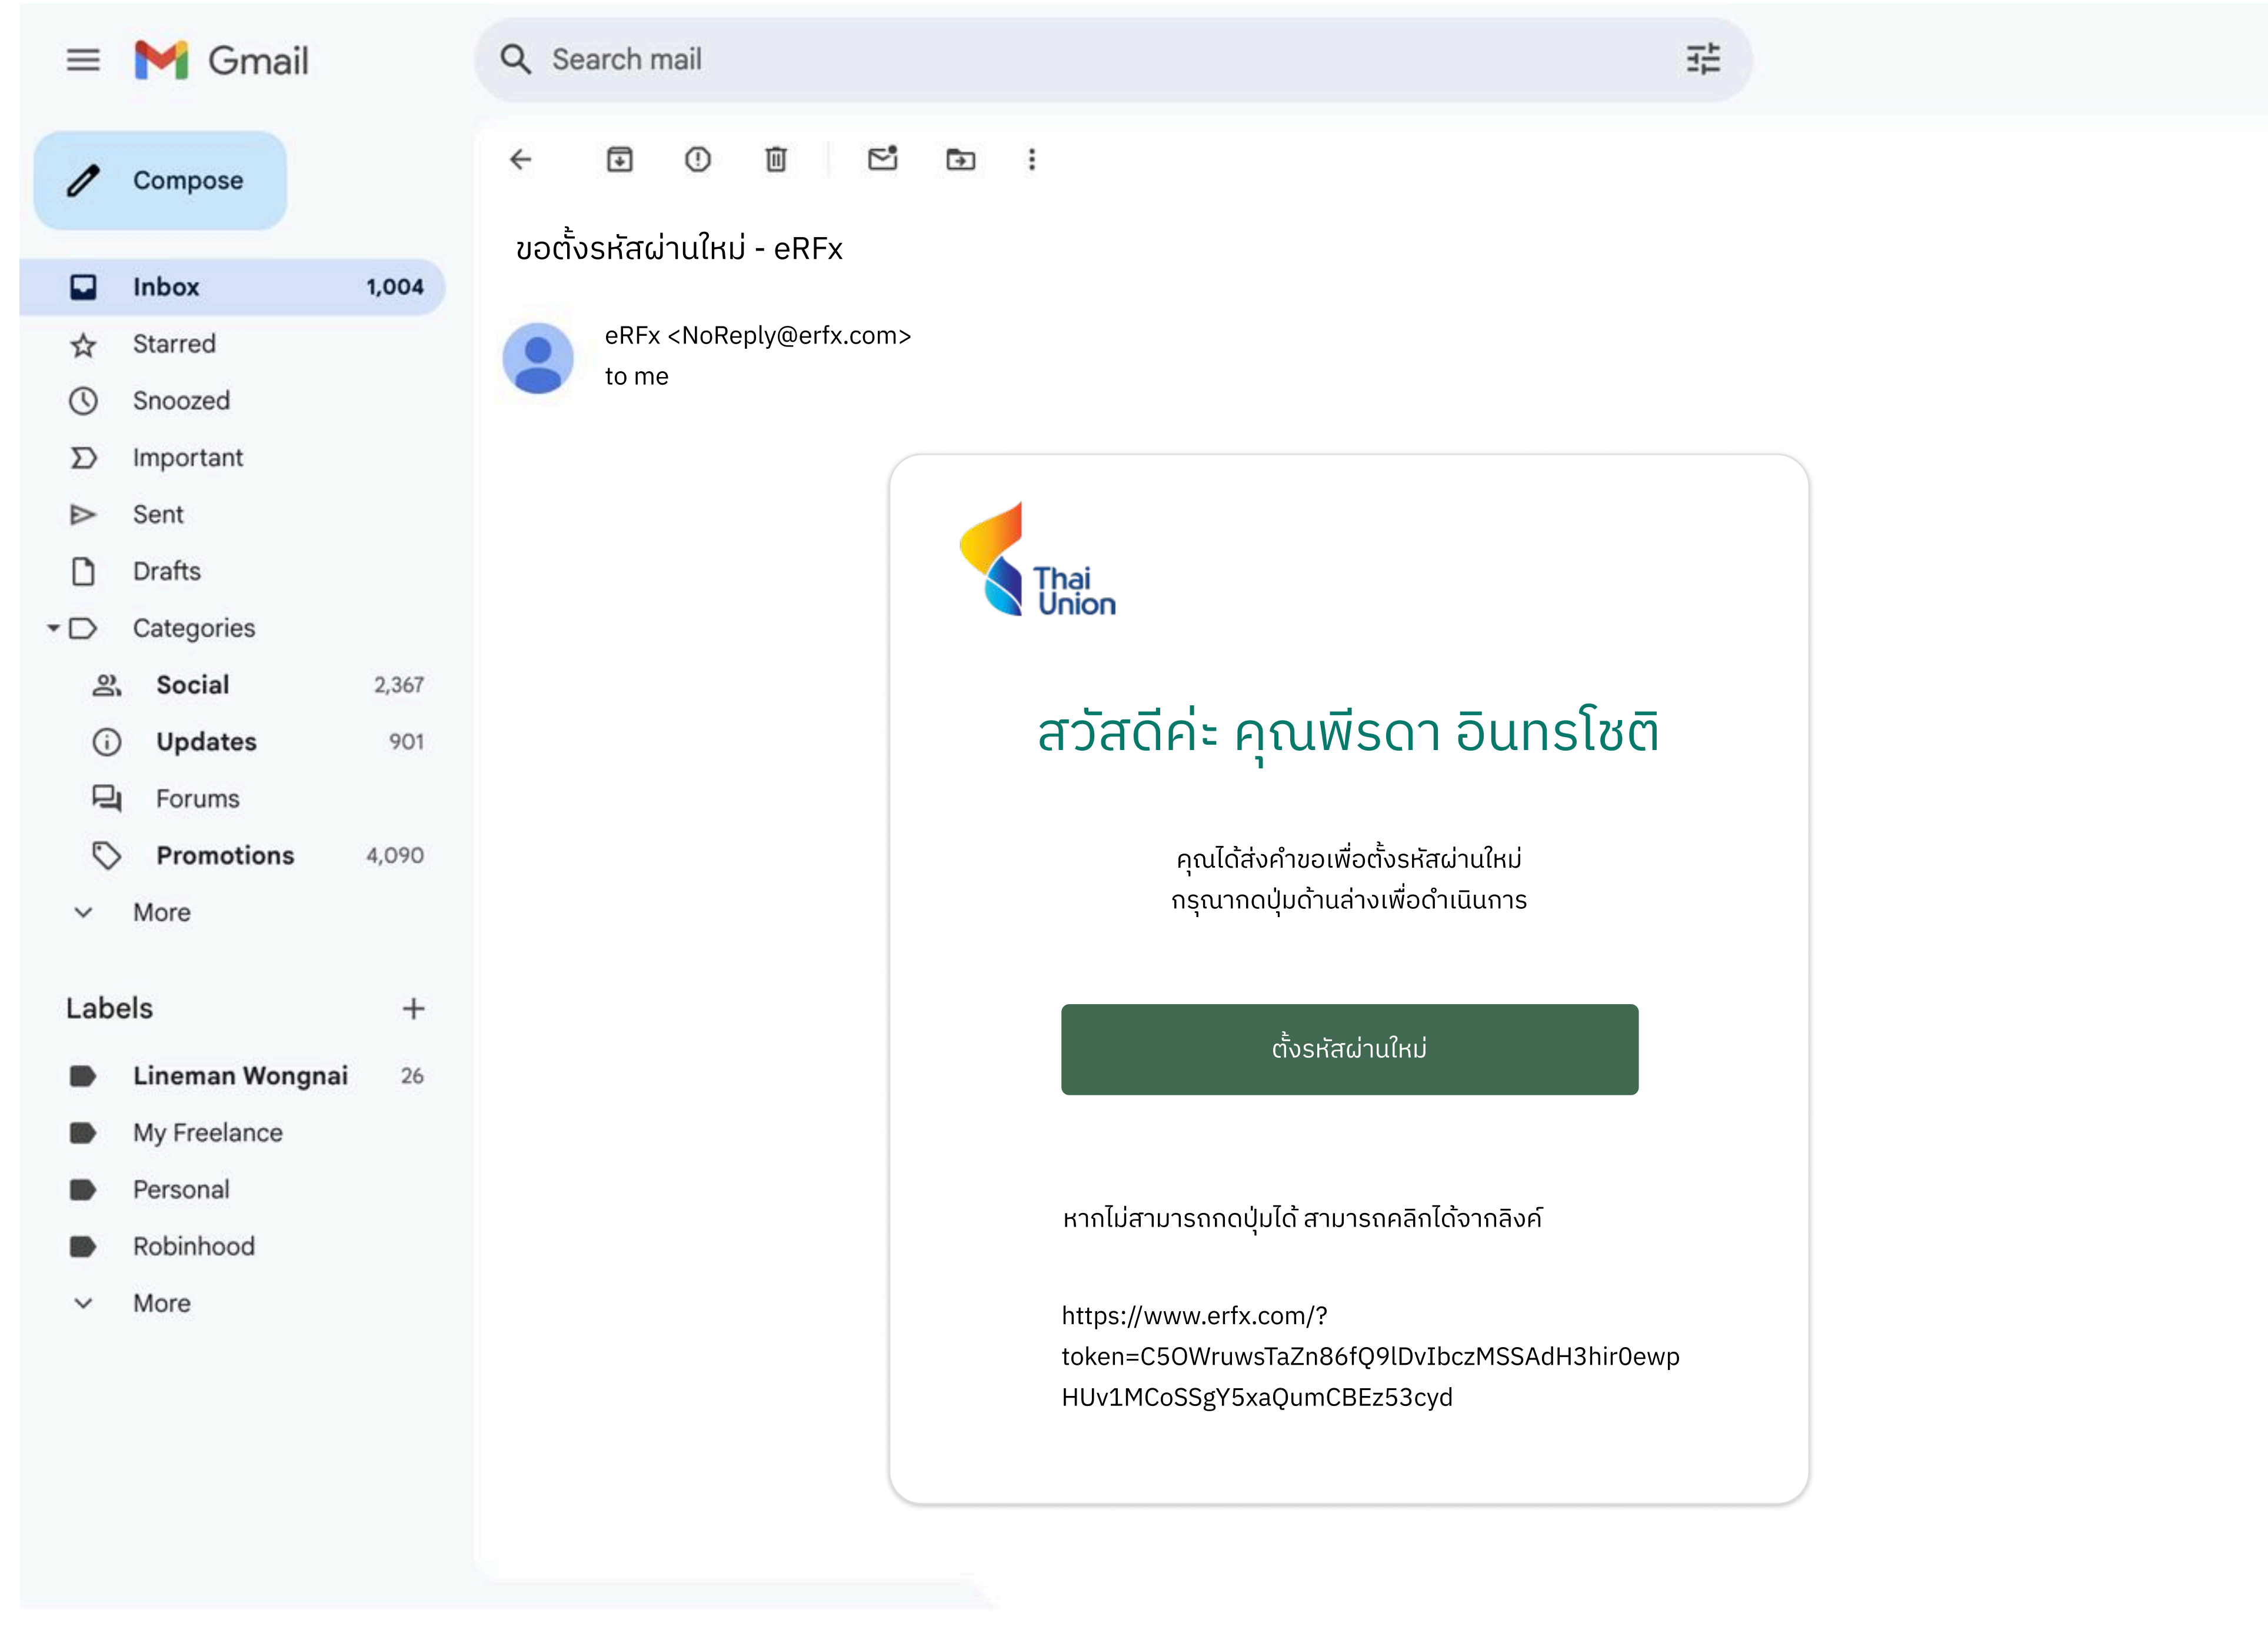 Gmail
Search mail
Compose
Inbox 1,004
Starred
Snoozed
Important
Sent
Drafts
Categories
Social 2,367
Updates 901
Forums
Promotions 4,090
More
Labels
Lineman Wongnai 26
My Freelance
Personal
Robinhood
More
ขอตั้งรหัสผ่านใหม่ - eRFx
eRFx <NoReply@erfx.com>
to me
Thai
Union
สวัสดีค่ะ คุณพีรดา อินทรโชติ
คุณได้ส่งคำขอเพื่อตั้งรหัสผ่านใหม่
กรุณากดปุ่มด้านล่างเพื่อดำเนินการ
ตั้งรหัสผ่านใหม่
หากไม่สามารถกดปุ่มได้ สามารถคลิกได้จากลิงค์
https://www.erfx.com/?
token=C5OWruwsTaZn86fQ9lDvIbczMSSAdH3hir0ewp
HUv1MCoSSgY5xaQumCBEz53cyd